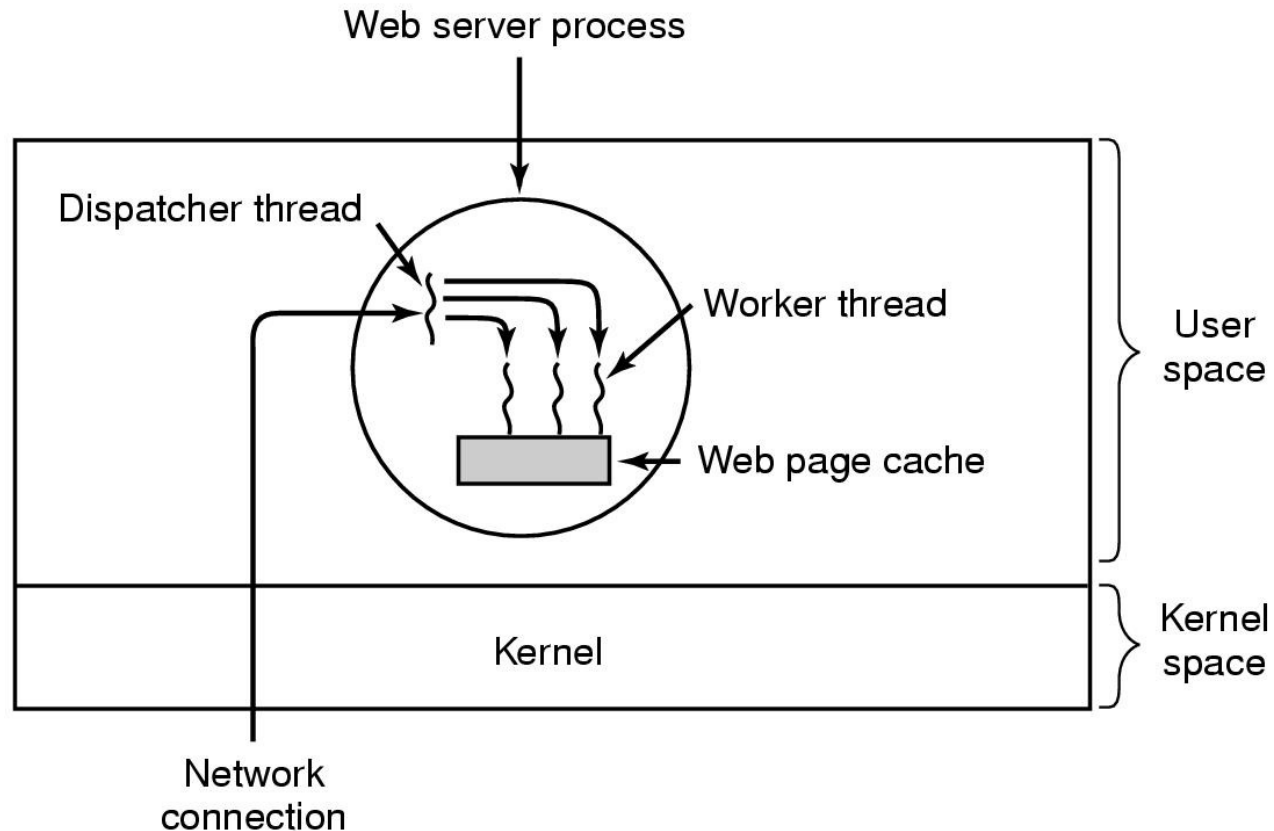 Web server process
Dispatcher thread
Worker thread
User
space
Web page cache
Kernel
Kernel
space
Network
connection